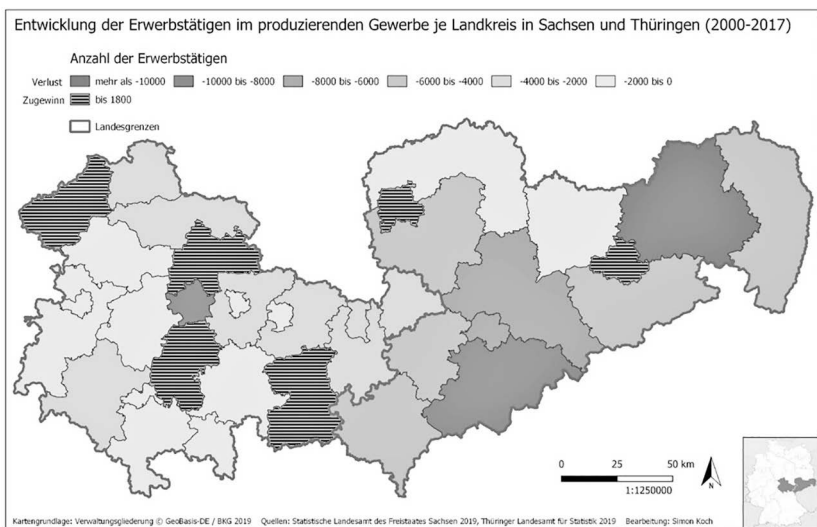 Entwicklung der Erwerbstätigen im produzierenden Gewerbe je Landkreis in Sachsen und Thüringen (2000-2017)
Anzahl der Erwerbstätigen
Verlust mehr als -10000 -10000 bis -8000 -8000 bis -6000 -6000 bis -4000 -4000 bis -2000 -2000 bis 0
Zugewinn bis 1800
Landesgrenzen
0 25 50 km
1:1250000
N
Kartengrundlage: Verwaltungsgliederung © GeoBasis-DE / BKG 2019 Quellen: Statistische Landesamt des Freistaates Sachsen 2019, Thüringer Landesamt für Statistik 2019 Bearbeitung: Simon Koch